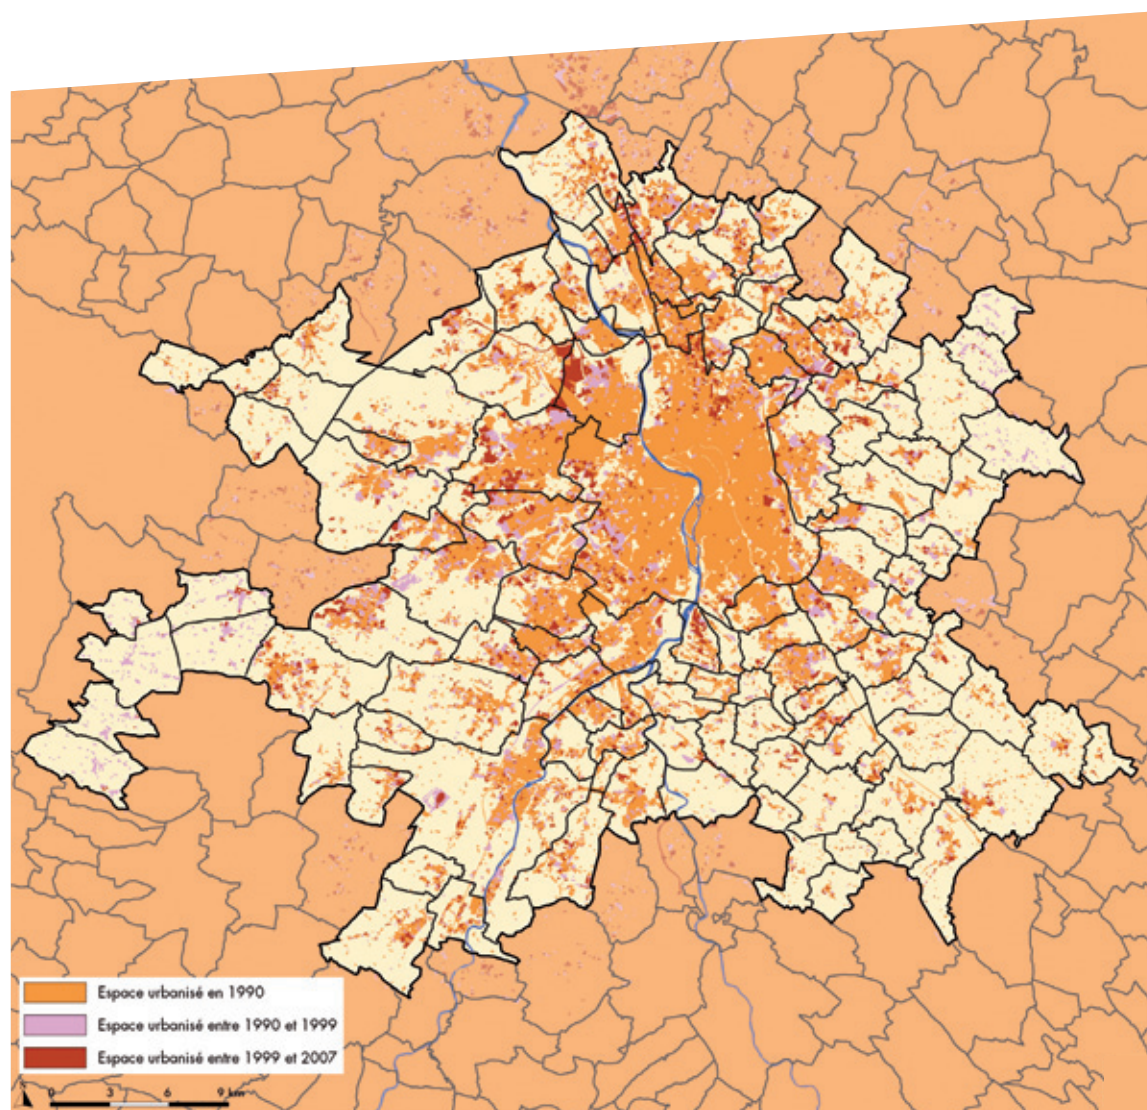 Espace urbanisé en 1990
Espace urbanisé entre 1990 et 1999
Espace urbanisé entre 1999 et 2007
0 3 6 9 km